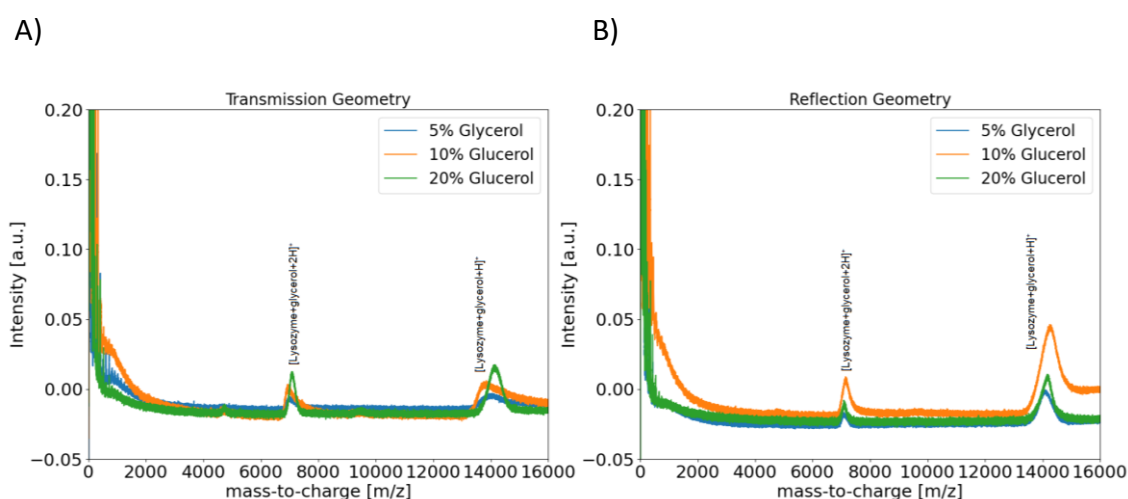 A)
B)
Transmission Geometry
0.20
0.15
0.10
0.05
0.00
−0.05
Intensity [a.u.]
5% Glycerol
10% Glucerol
20% Glucerol
[Lysozyme+glycerol+2H]⁺
[Lysozyme+glycerol+H]⁺
0 2000 4000 6000 8000 10000 12000 14000 16000
mass-to-charge [m/z]
Reflection Geometry
0.20
0.15
0.10
0.05
0.00
−0.05
Intensity [a.u.]
5% Glycerol
10% Glucerol
20% Glucerol
[Lysozyme+glycerol+2H]⁺
[Lysozyme+glycerol+H]⁺
0 2000 4000 6000 8000 10000 12000 14000 16000
mass-to-charge [m/z]